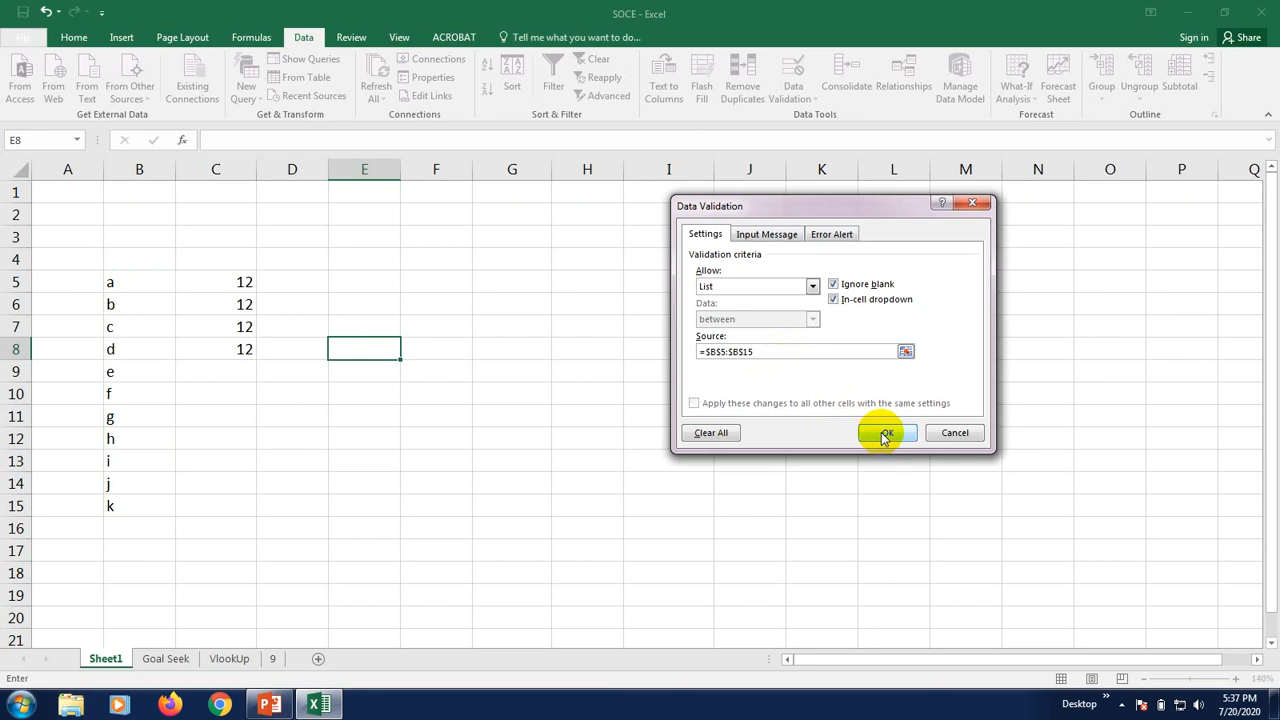 SOCE - Excel
File Home Insert Page Layout Formulas Data Review View ACROBAT Tell me what you want to do... Sign in Share
From Access
From Web
From Text
From Other Sources
Existing Connections
Get External Data
New Query
Show Queries
From Table
Recent Sources
Get & Transform
Refresh All
Connections
Properties
Edit Links
Connections
Sort
Filter
Clear
Reapply
Advanced
Sort & Filter
Text to Columns
Flash Fill
Remove Duplicates
Data Validation
Consolidate
Relationships
Manage Data Model
Data Tools
What-If Analysis
Forecast Sheet
Forecast
Group
Ungroup
Subtotal
Outline
E8 fx
A B C D E F G H I J K L M N O P Q
1
2
3
4
5 a 12
6 b 12
7 c 12
8 d 12
9 e
10 f
11 g
12 h
13 i
14 j
15 k
16
17
18
19
20
21
Data Validation
Settings Input Message Error Alert
Validation criteria
Allow:
List
Ignore blank
In-cell dropdown
Data:
between
Source:
=$B$5:$B$15
Apply these changes to all other cells with the same settings
Clear All OK Cancel
Sheet1 Goal Seek VlookUp 9
Enter 140%
Desktop
5:37 PM
7/20/2020